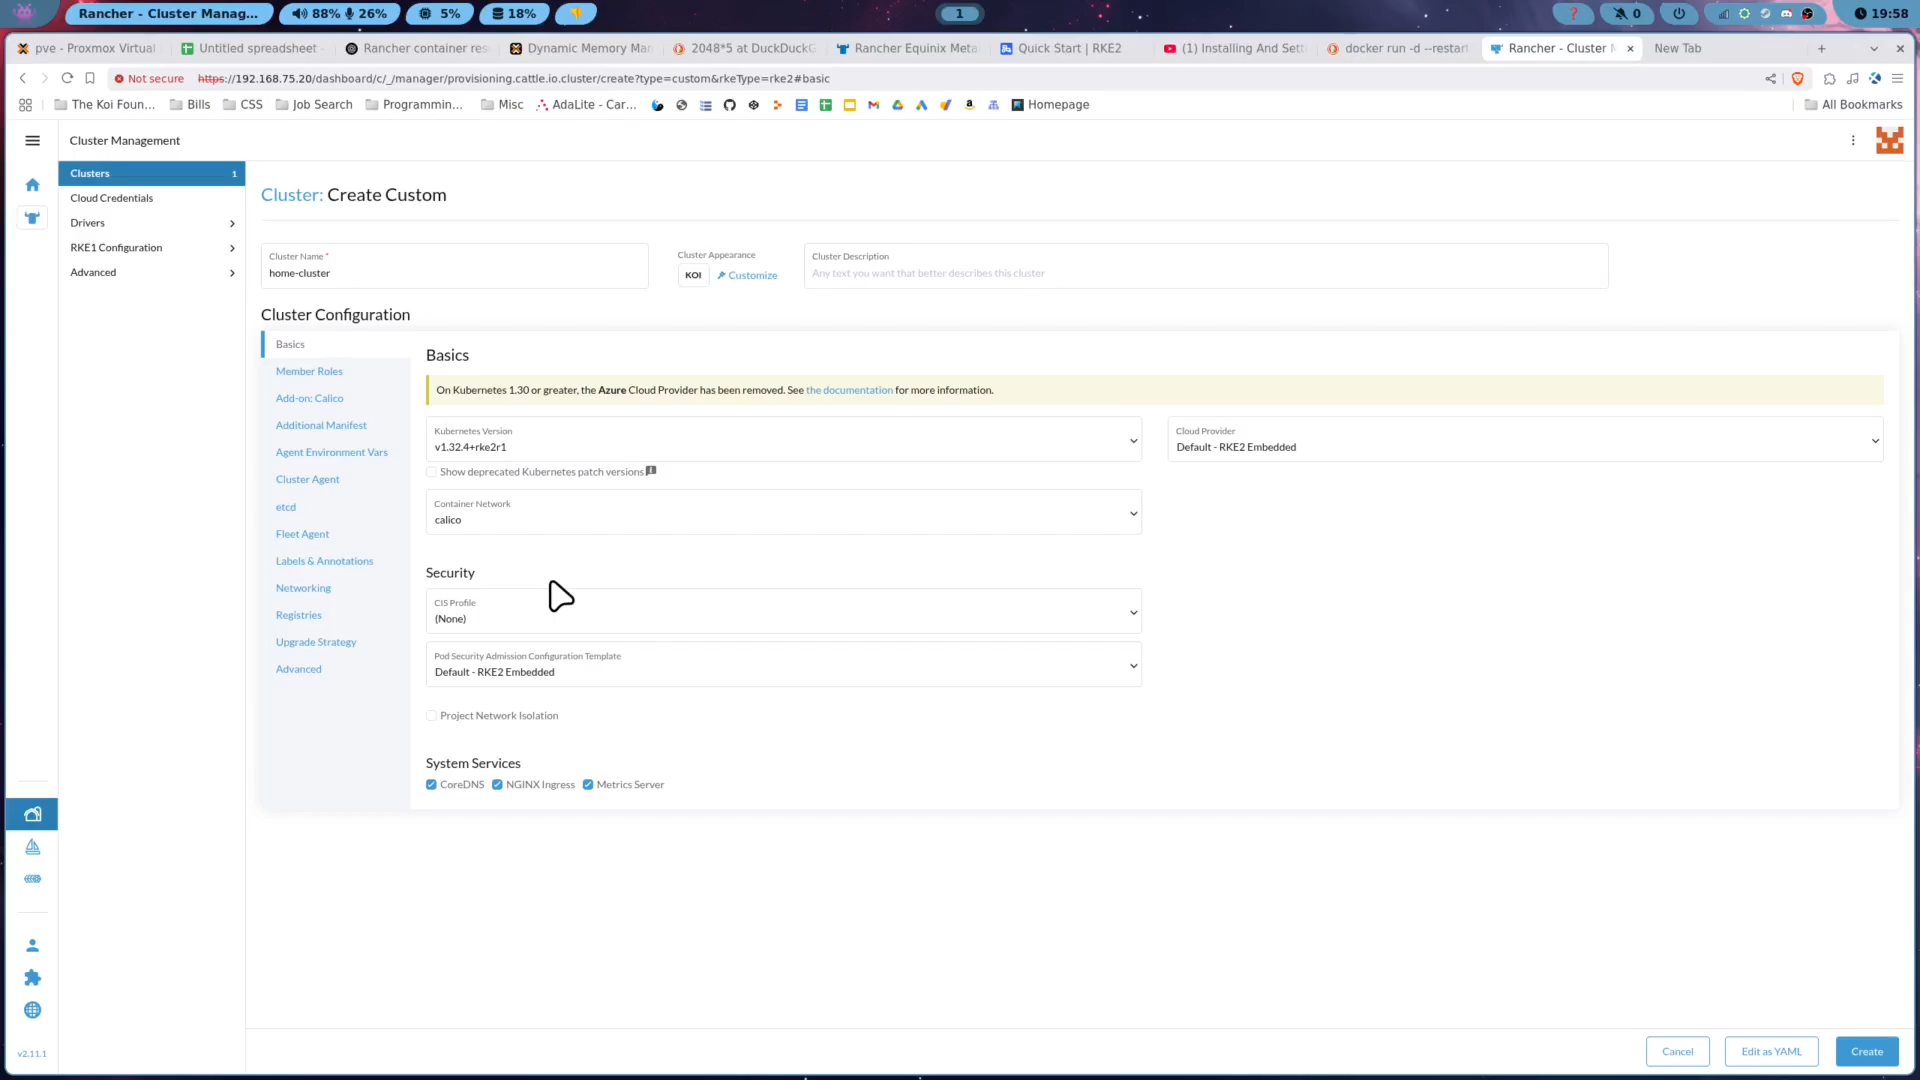 Rancher - Cluster Manag...
88% 26%
5%
18%
1
0
19:58
pve - Proxmox Virtual
Untitled spreadsheet -
Rancher container res
Dynamic Memory Man
2048*5 at DuckDuckG
Rancher Equinix Meta
Quick Start | RKE2
(1) Installing And Sett
docker run -d --restart
Rancher - Cluster M
New Tab
Not secure
https://192.168.75.20/dashboard/c/_/manager/provisioning.cattle.io.cluster/create?type=custom&rkeType=rke2#basic
The Koi Foun...
Bills
CSS
Job Search
Programmin...
Misc
AdaLite - Car...
Homepage
All Bookmarks
Cluster Management
Clusters 1
Cloud Credentials
Drivers
RKE1 Configuration
Advanced
v2.11.1
Cluster: Create Custom
Cluster Name *
home-cluster
Cluster Appearance
KOI Customize
Cluster Description
Any text you want that better describes this cluster
Cluster Configuration
Basics
Member Roles
Add-on: Calico
Additional Manifest
Agent Environment Vars
Cluster Agent
etcd
Fleet Agent
Labels & Annotations
Networking
Registries
Upgrade Strategy
Advanced
Basics
On Kubernetes 1.30 or greater, the Azure Cloud Provider has been removed. See the documentation for more information.
Kubernetes Version
v1.32.4+rke2r1
Cloud Provider
Default - RKE2 Embedded
Show deprecated Kubernetes patch versions
Container Network
calico
Security
CIS Profile
(None)
Pod Security Admission Configuration Template
Default - RKE2 Embedded
Project Network Isolation
System Services
CoreDNS NGINX Ingress Metrics Server
Cancel
Edit as YAML
Create